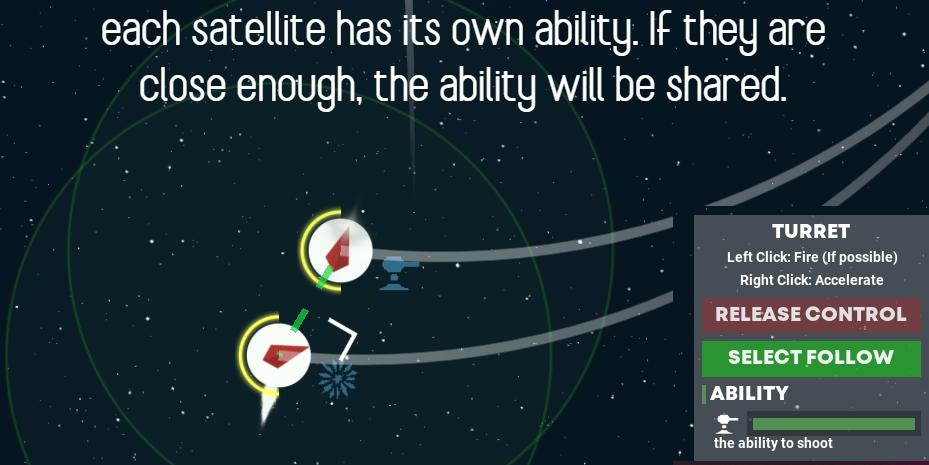 each satellite has its own ability. If they are
close enough, the ability will be shared.
TURRET
Left Click: Fire (If possible)
Right Click: Accelerate
RELEASE CONTROL
SELECT FOLLOW
ABILITY
the ability to shoot